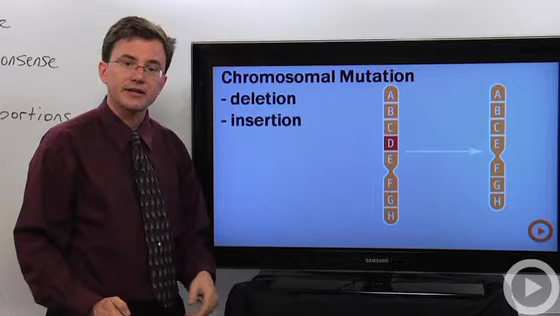 onsense
ortions
Chromosomal Mutation
- deletion
- insertion
A
B
C
D
E
F
G
H
A
B
C
E
F
G
H
SAMSUNG